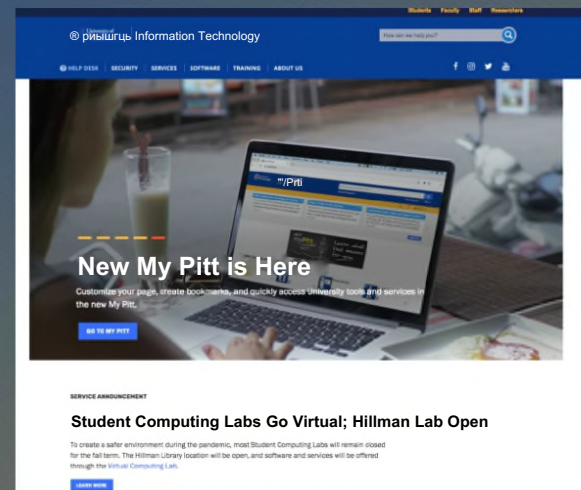 Students Faculty Staff Researchers
University of
® риышгць Information Technology
How can we help you?
HELP DESK SECURITY SERVICES SOFTWARE TRAINING ABOUT US
"'/Prti
New My Pitt is Here
Customize your page, create bookmarks, and quickly access University tools and services in
the new My Pitt.
GO TO MY PITT
SERVICE ANNOUNCEMENT
Student Computing Labs Go Virtual; Hillman Lab Open
To create a safer environment during the pandemic, most Student Computing Labs will remain closed
for the fall term. The Hillman Library location will be open, and software and services will be offered
through the Virtual Computing Lab.
LEARN MORE